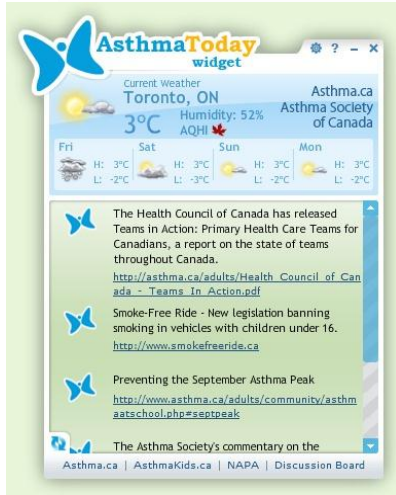 AsthmaToday
widget
? - ×
Current Weather
Toronto, ON
3°C
Humidity: 52%
AQHI
Asthma.ca
Asthma Society
of Canada
Fri
H: 3°C
L: -2°C
Sat
H: 3°C
L: -3°C
Sun
H: 3°C
L: -2°C
Mon
H: 3°C
L: -2°C
The Health Council of Canada has released
Teams in Action: Primary Health Care Teams for
Canadians, a report on the state of teams
throughout Canada.
http://asthma.ca/adults/Health_Council_of_Can
ada_-_Teams_In_Action.pdf
Smoke-Free Ride - New legislation banning
smoking in vehicles with children under 16.
http://www.smokefreeride.ca
Preventing the September Asthma Peak
http://www.asthma.ca/adults/community/asthm
aatschool.php#septpeak
The Asthma Society's commentary on the
Asthma.ca | AsthmaKids.ca | NAPA | Discussion Board